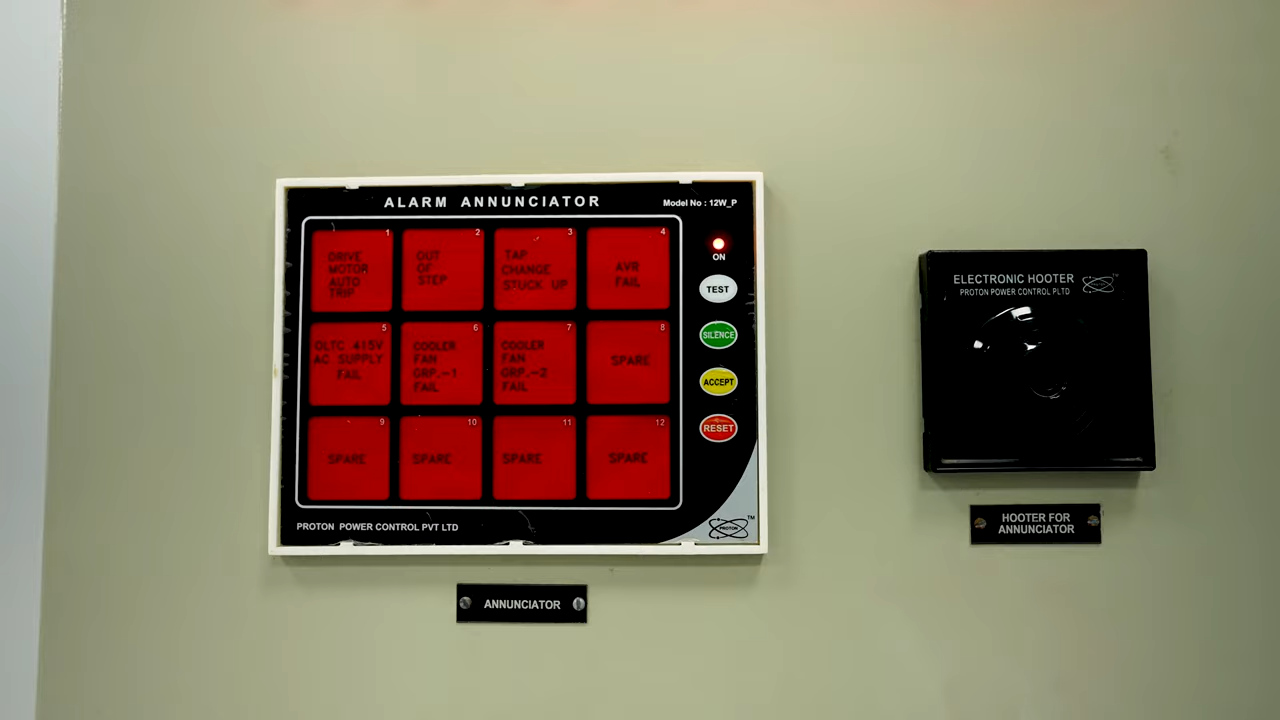 ALARM ANNUNCIATOR
Model No : 12W_P
1
DRIVE
MOTOR
AUTO
TRIP
2
OUT
OF
STEP
3
TAP
CHANGE
STUCK UP
4
AVR
FAIL
ON
TEST
5
OLTC 415V
AC SUPPLY
FAIL
6
COOLER
FAN
GRP.-1
FAIL
7
COOLER
FAN
GRP.-2
FAIL
8
SPARE
SILENCE
ACCEPT
9
SPARE
10
SPARE
11
SPARE
12
SPARE
RESET
PROTON POWER CONTROL PVT LTD
PROTON
TM
ANNUNCIATOR
ELECTRONIC HOOTER
PROTON POWER CONTROL PLTD
TM
HOOTER FOR
ANNUNCIATOR